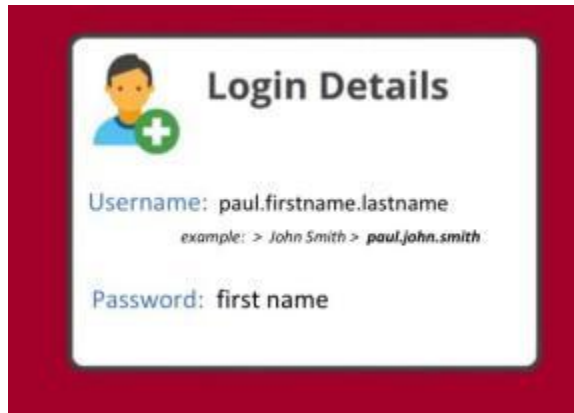 Login Details
Username: paul.firstname.lastname
example: > John Smith > paul.john.smith
Password: first name